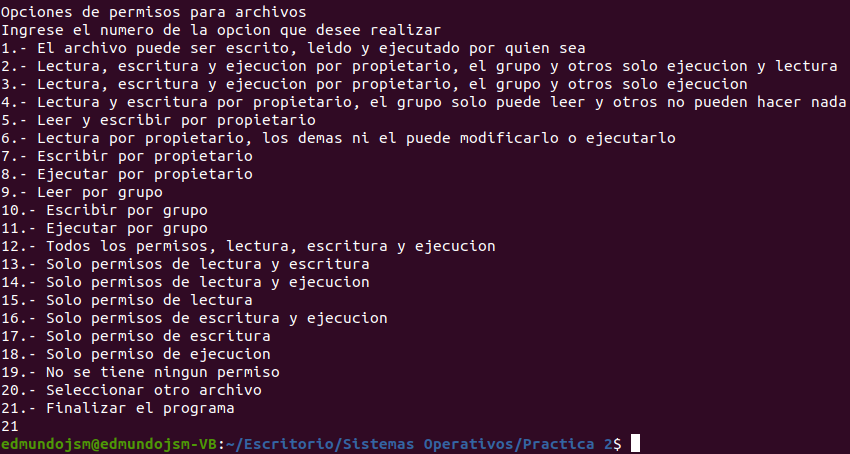 Opciones de permisos para archivos
Ingrese el numero de la opcion que desee realizar
1.- El archivo puede ser escrito, leido y ejecutado por quien sea
2.- Lectura, escritura y ejecucion por propietario, el grupo y otros solo ejecucion y lectura
3.- Lectura, escritura y ejecucion por propietario, el grupo y otros solo ejecucion
4.- Lectura y escritura por propietario, el grupo solo puede leer y otros no pueden hacer nada
5.- Leer y escribir por propietario
6.- Lectura por propietario, los demas ni el puede modificarlo o ejecutarlo
7.- Escribir por propietario
8.- Ejecutar por propietario
9.- Leer por grupo
10.- Escribir por grupo
11.- Ejecutar por grupo
12.- Todos los permisos, lectura, escritura y ejecucion
13.- Solo permisos de lectura y escritura
14.- Solo permisos de lectura y ejecucion
15.- Solo permiso de lectura
16.- Solo permisos de escritura y ejecucion
17.- Solo permiso de escritura
18.- Solo permiso de ejecucion
19.- No se tiene ningun permiso
20.- Seleccionar otro archivo
21.- Finalizar el programa
21
edmundojsm@edmundojsm-VB:~/Escritorio/Sistemas Operativos/Practica 2$